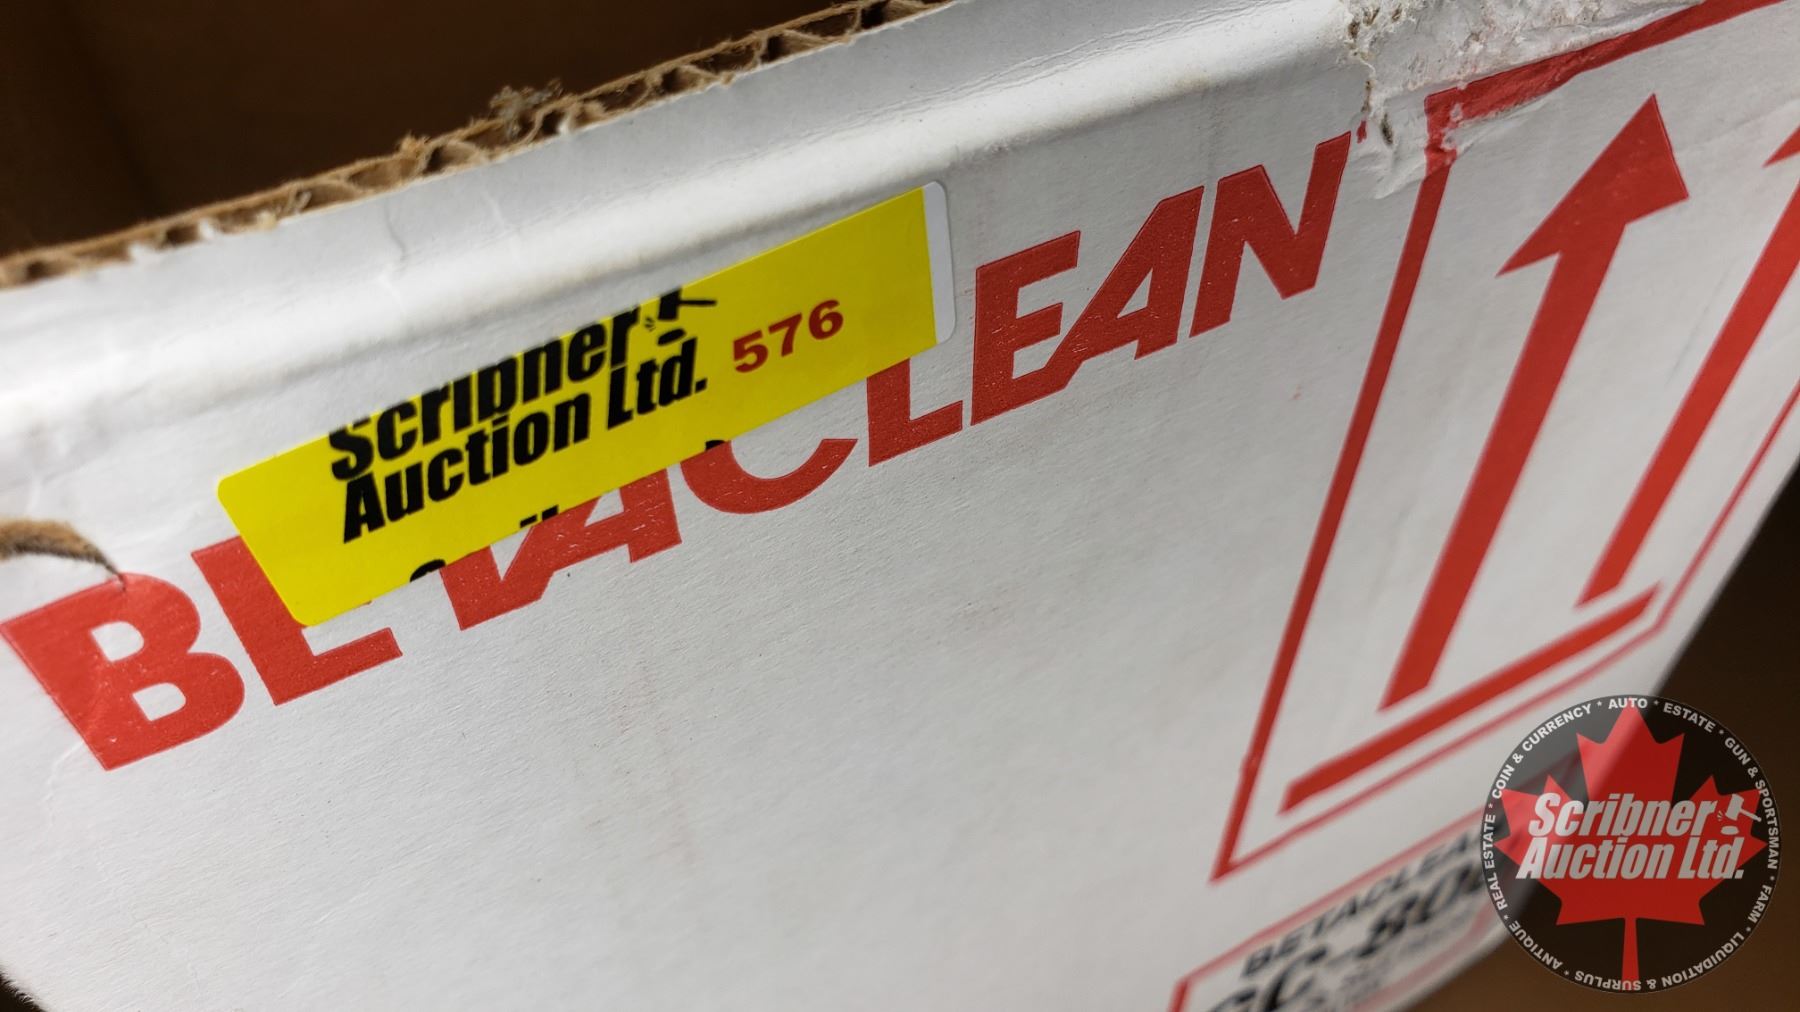 Scribner
Auction Ltd.
576
BETACLEAN
BETACLEAN
Scribner
Auction Ltd.
COIN & CURRENCY * AUTO * ESTATE * GUN & SPORTSMAN * FARM * LIQUIDATION & SURPLUS * ANTIQUE * REAL ESTATE *